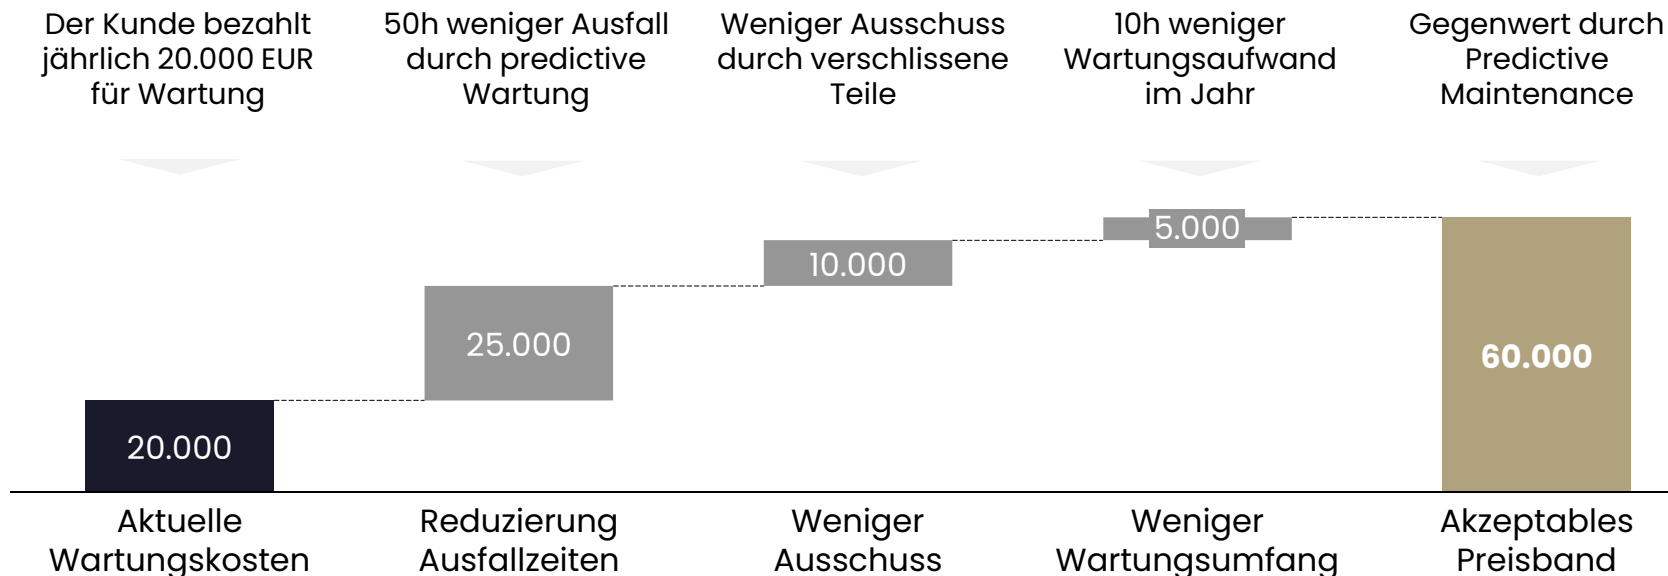 Der Kunde bezahlt
jährlich 20.000 EUR
für Wartung
50h weniger Ausfall
durch predictive
Wartung
Weniger Ausschuss
durch verschlissene
Teile
10h weniger
Wartungsaufwand
im Jahr
Gegenwert durch
Predictive
Maintenance
20.000
25.000
10.000
5.000
60.000
Aktuelle
Wartungskosten
Reduzierung
Ausfallzeiten
Weniger
Ausschuss
Weniger
Wartungsumfang
Akzeptables
Preisband